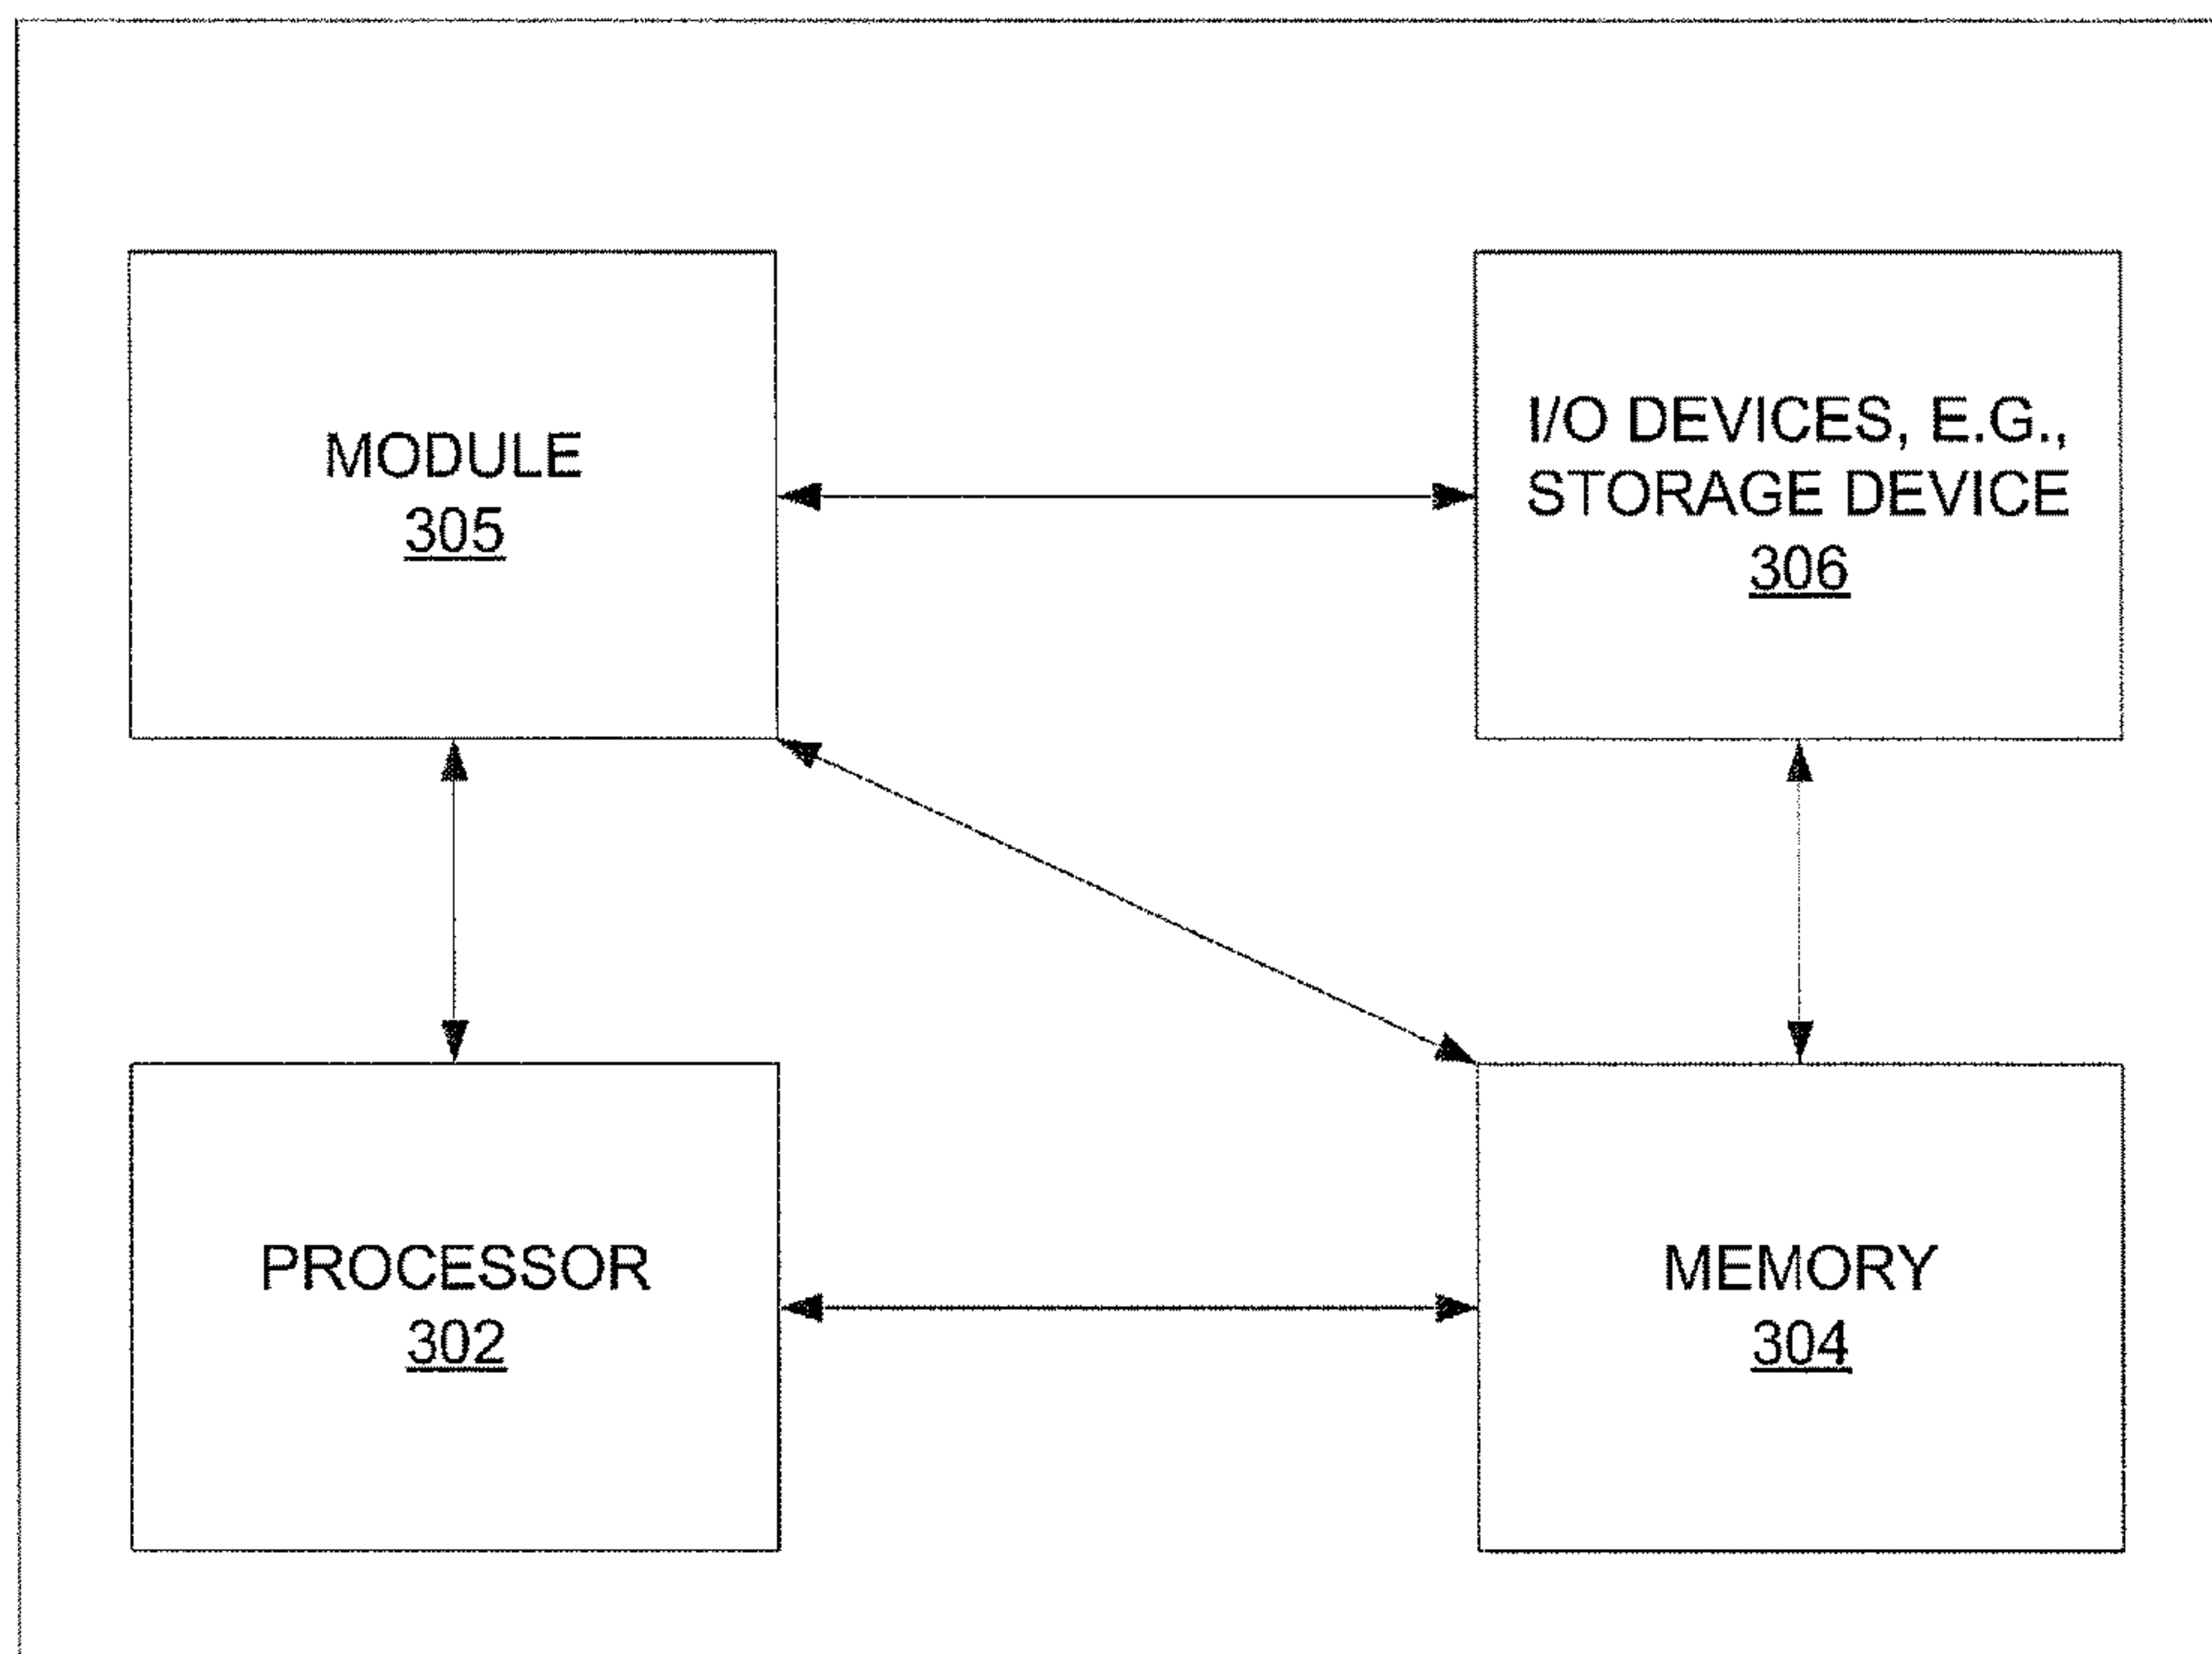 MODULE
305
I/O DEVICES, E.G.,
STORAGE DEVICE
306
PROCESSOR
302
MEMORY
304